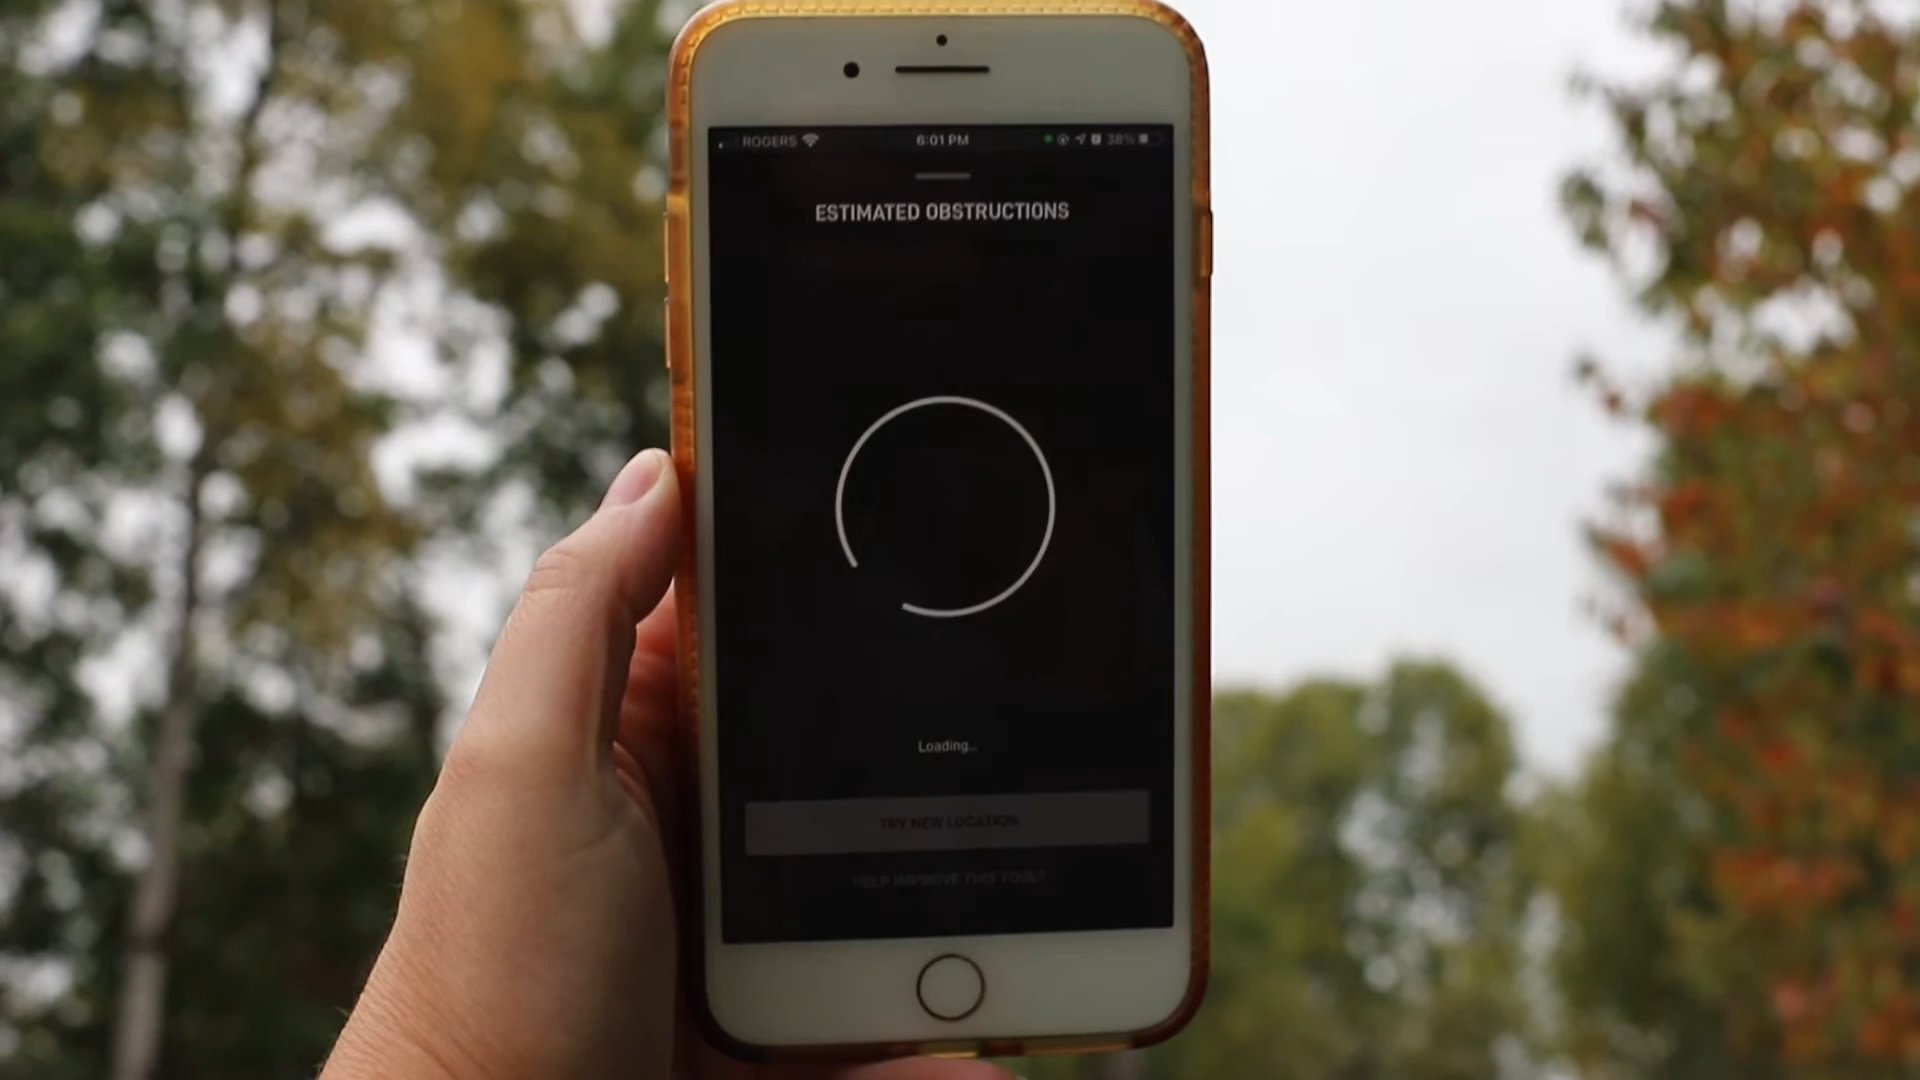 ROGERS 6:01 PM 38%
ESTIMATED OBSTRUCTIONS
Loading...
TRY NEW LOCATION
HELP IMPROVE THIS TOOL?